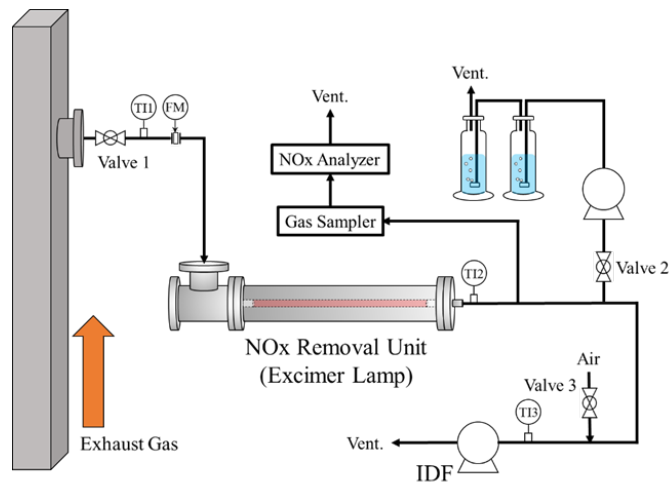 TI1
FM
Valve 1
Vent.
NOx Analyzer
Gas Sampler
Vent.
Valve 2
TI2
NOx Removal Unit
(Excimer Lamp)
Air
Valve 3
TI3
Vent.
IDF
Exhaust Gas